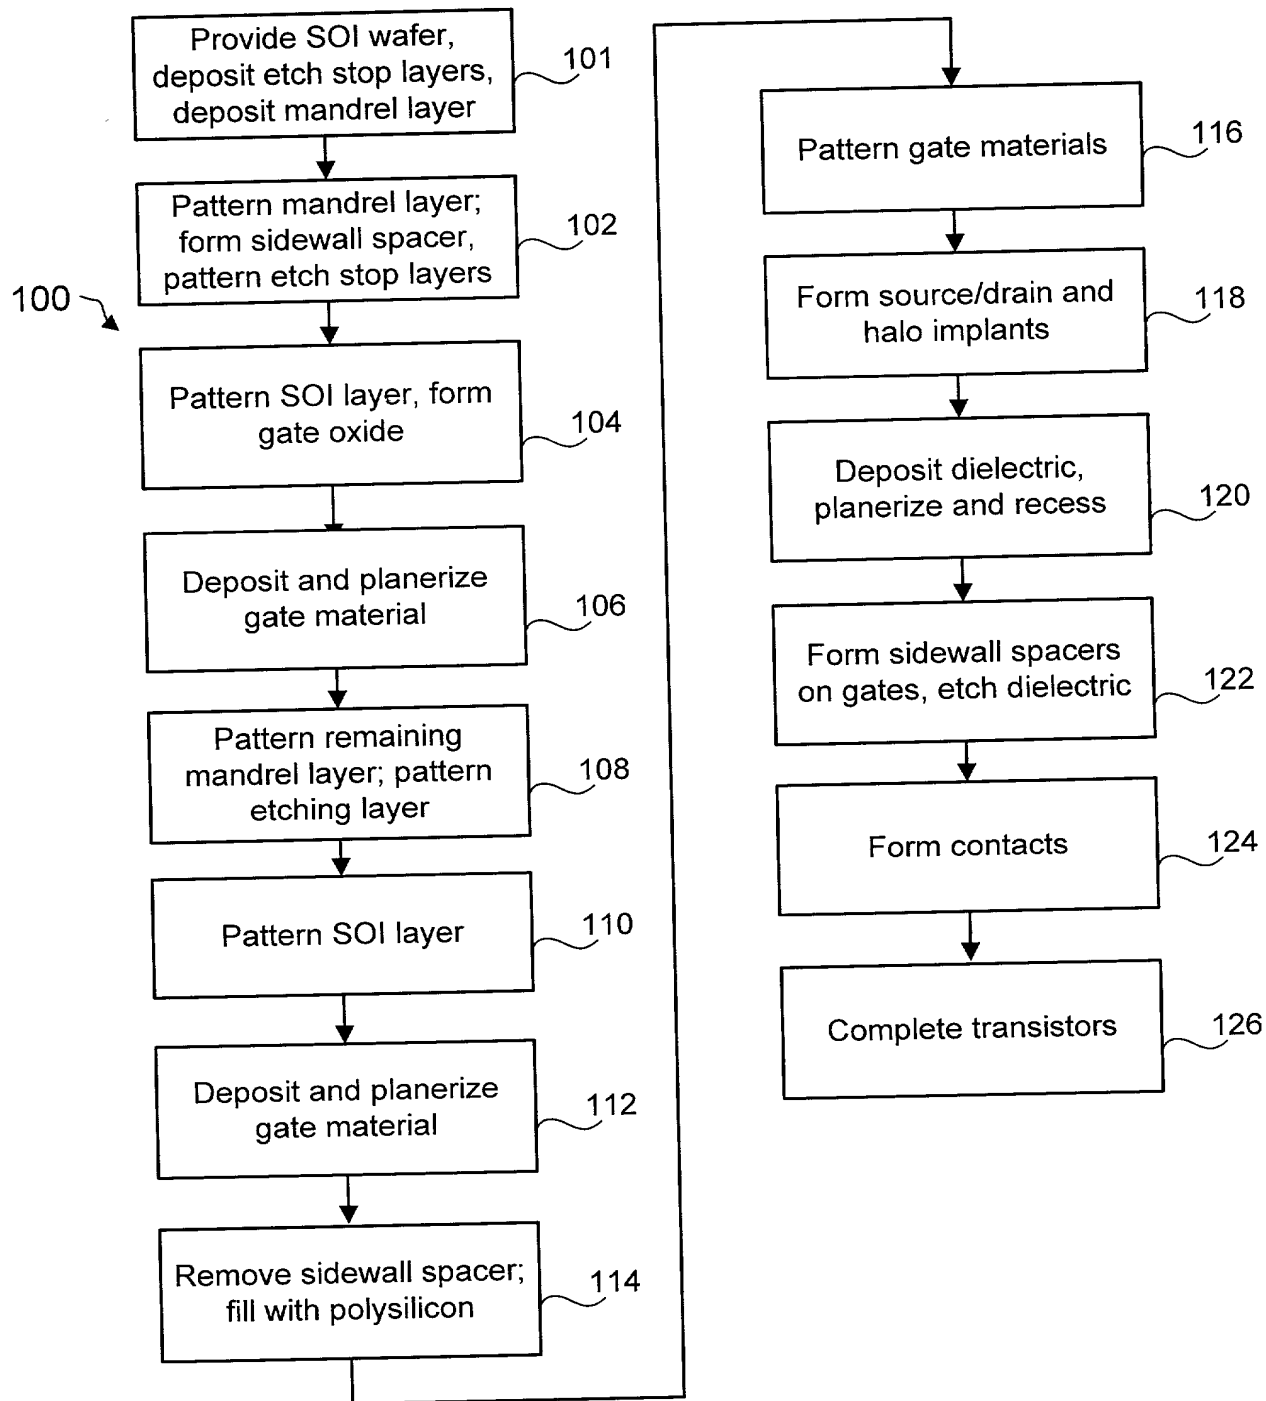 Provide SOI wafer,
deposit etch stop layers,
deposit mandrel layer
101
Pattern mandrel layer;
form sidewall spacer,
pattern etch stop layers
102
100
Pattern SOI layer, form
gate oxide
104
Deposit and planerize
gate material
106
Pattern remaining
mandrel layer; pattern
etching layer
108
Pattern SOI layer
110
Deposit and planerize
gate material
112
Remove sidewall spacer;
fill with polysilicon
114
Pattern gate materials
116
Form source/drain and
halo implants
118
Deposit dielectric,
planerize and recess
120
Form sidewall spacers
on gates, etch dielectric
122
Form contacts
124
Complete transistors
126